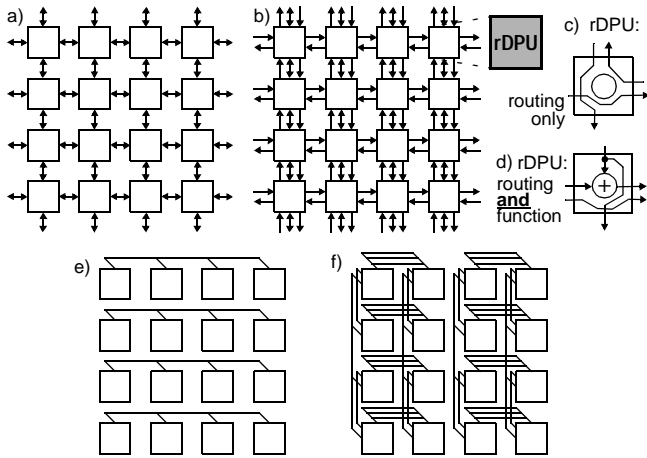 a)
b)
rDPU
c) rDPU:
routing
only
d) rDPU:
routing
and
function
+
e)
f)